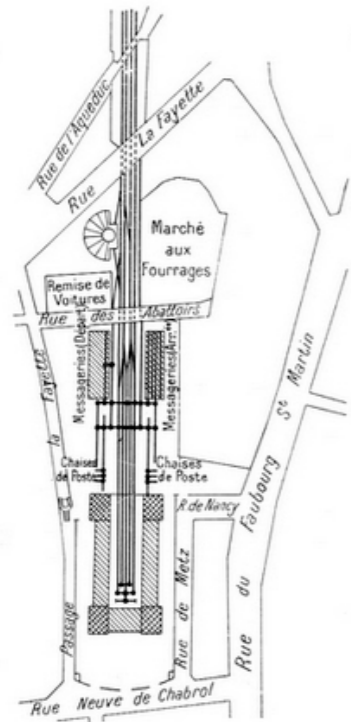 Rue de l'Aqueduc
Rue La Fayette
Marché
aux
Fourrages
Remise de
Voitures
Rue des Abattoirs
Messageries(Départ)
Messageries(Arr.ée)
Passage la Fayette
Chaises
de Poste
Chaises
de Poste
R. de Nancy
Rue du Faubourg St Martin
Rue de Metz
Rue Neuve de Chabrol